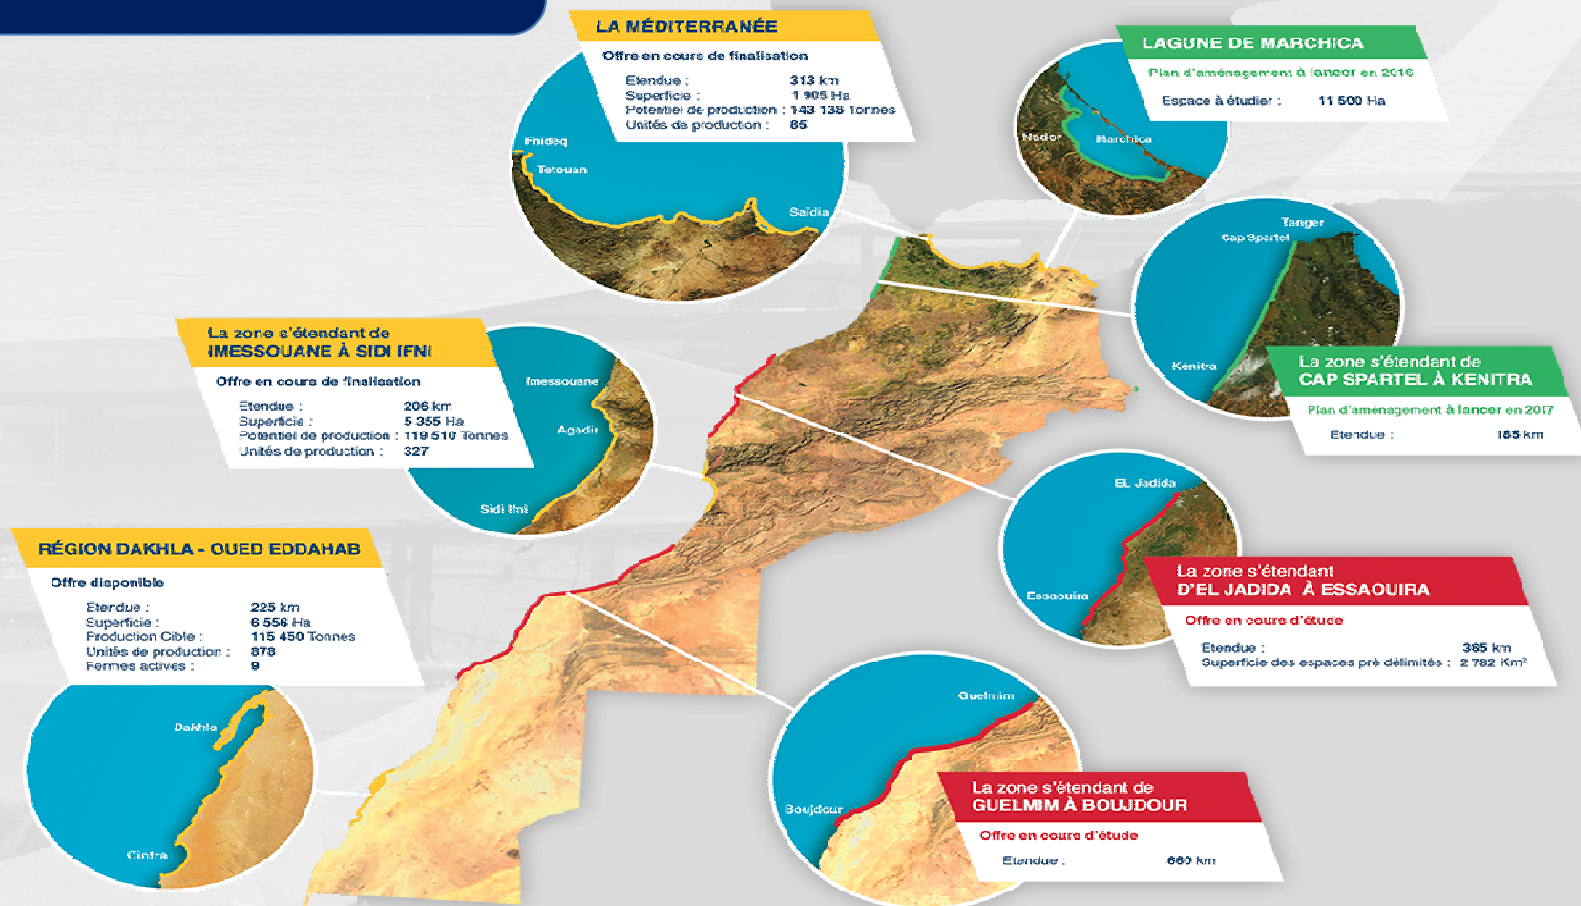 LA MÉDITERRANÉE
Offre en cours de finalisation
Etendue : 313 km
Superficie : 1 905 Ha
Potentiel de production : 143 138 Tonnes
Unités de production : 85
Fnideq
Tetouan
Saïdia
LAGUNE DE MARCHICA
Plan d'aménagement à lancer en 2016
Espace à étudier : 11 500 Ha
Nador
Marchica
Tanger
Cap Spartel
Kénitra
La zone s'étendant de
CAP SPARTEL À KENITRA
Plan d'aménagement à lancer en 2017
Etendue : 185 km
La zone s'étendant de
IMESSOUANE À SIDI IFNI
Offre en cours de finalisation
Etendue : 206 km
Superficie : 5 355 Ha
Potentiel de production : 119 510 Tonnes
Unités de production : 327
Imessouane
Agadir
Sidi Ifni
EL Jadida
Essaouira
La zone s'étendant
D'EL JADIDA À ESSAOUIRA
Offre en cours d'étude
Etendue : 365 km
Superficie des espaces pré délimités : 2 782 Km²
RÉGION DAKHLA - OUED EDDAHAB
Offre disponible
Etendue : 225 km
Superficie : 6 556 Ha
Production Cible : 115 450 Tonnes
Unités de production : 878
Fermes actives : 9
Dakhla
Cintra
Guelmim
Boujdour
La zone s'étendant de
GUELMIM À BOUJDOUR
Offre en cours d'étude
Etendue : 660 km